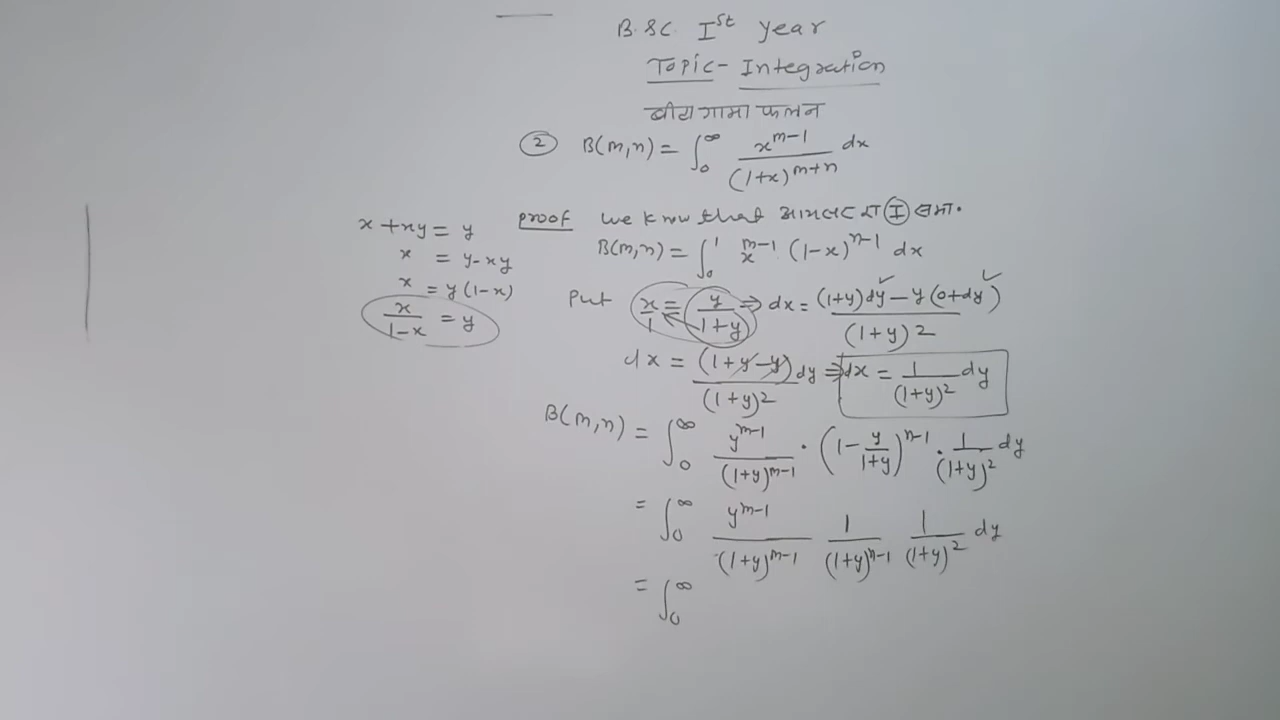 B.SC. Ist year
Topic - Integration
बीटा गामा फलन
② B(m,n) = ∫₀^∞ x^{m-1}/(1+x)^{m+n} dx
proof we know that Ⓘ
B(m,n) = ∫₀^1 x^{m-1} (1-x)^{n-1} dx
x + xy = y
x = y - xy
x = y(1-x)
x/(1-x) = y
Put x/1 = y/(1+y) ⇒ dx = ((1+y)dy - y(0+dy))/(1+y)^2
dx = (1+y-y)/(1+y)^2 dy ⇒ dx = 1/(1+y)^2 dy
B(m,n) = ∫₀^∞ y^{m-1}/(1+y)^{m-1} · (1 - y/(1+y))^{n-1} · 1/(1+y)^2 dy
= ∫₀^∞ y^{m-1}/(1+y)^{m-1} 1/(1+y)^{n-1} 1/(1+y)^2 dy
= ∫₀^∞